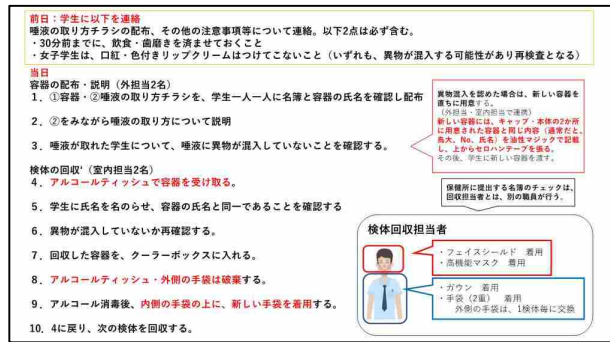 前日：学生に以下を連絡
唾液の取り方チラシの配布、その他の注意事項等について連絡。以下2点は必ず含む。
・30分前までに、飲食・歯磨きを済ませておくこと
・女子学生は、口紅・色付きリップクリームはつけてこないこと（いずれも、異物が混入する可能性があり再検査となる）
当日
容器の配布・説明（外担当2名）
1．①容器・②唾液の取り方チラシを、学生一人一人に名簿と容器の氏名を確認し配布
2．②をみながら唾液の取り方について説明
3．唾液が取れた学生について、唾液に異物が混入していないことを確認する。
異物混入を認めた場合は、新しい容器を
直ちに用意する。
（外担当・室内担当で連携）
新しい容器には、キャップ・本体の2か所
に用意された容器と同じ内容（通常だと、
鳥大、No、氏名）を油性マジックで記載
し、上からセロハンテープを張る。
その後、学生に新しい容器を渡す。
検体の回収'（室内担当2名）
4．アルコールティッシュで容器を受け取る。
5．学生に氏名を名のらせ、容器の氏名と同一であることを確認する
6．異物が混入していないか再確認する。
7．回収した容器を、クーラーボックスに入れる。
8．アルコールティッシュ・外側の手袋は破棄する。
9．アルコール消毒後、内側の手袋の上に、新しい手袋を着用する。
10．4に戻り、次の検体を回収する。
保健所に提出する名簿のチェックは、
回収担当者とは、別の職員が行う。
検体回収担当者
・フェイスシールド　着用
・高機能マスク　着用
・ガウン　着用
・手袋（2重）　着用
外側の手袋は、1検体毎に交換